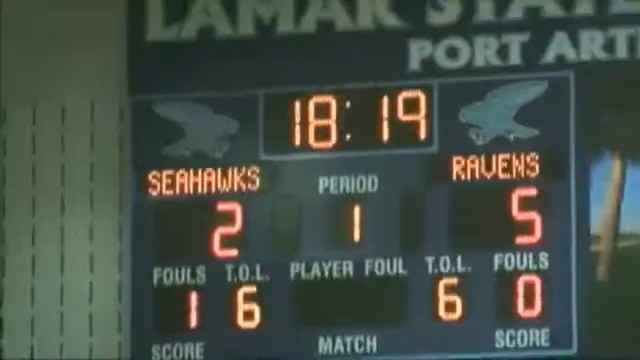 LAMAR STATE
PORT ART
18:19
SEAHAWKS RAVENS
PERIOD
2 1 5
FOULS T.O.L. PLAYER FOUL T.O.L. FOULS
1 6 6 0
SCORE MATCH SCORE